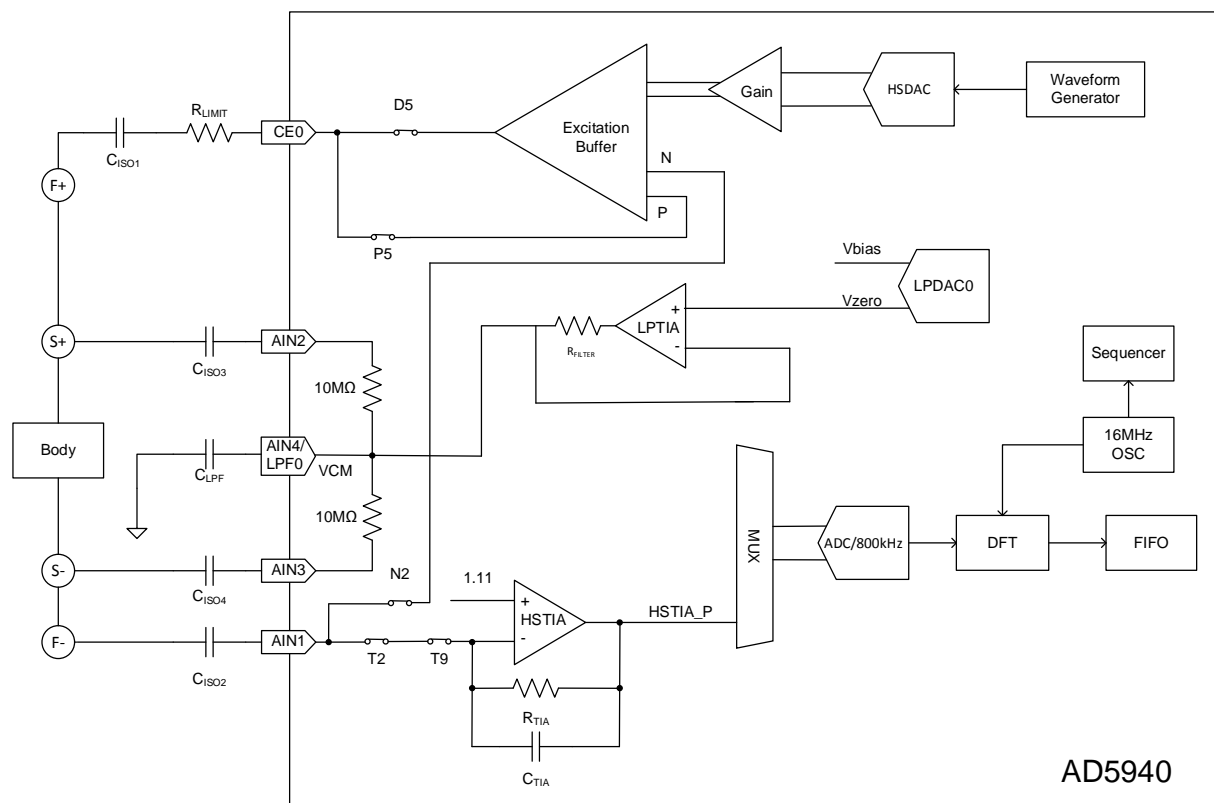 Waveform
Generator
HSDAC
Gain
Excitation
Buffer
N
P
D5
P5
R_LIMIT
CE0
C_ISO1
F+
Vbias
LPDAC0
Vzero
+
LPTIA
-
R_FILTER
S+
AIN2
C_ISO3
10MΩ
Sequencer
Body
AIN4/
LPF0
VCM
C_LPF
16MHz
OSC
10MΩ
MUX
ADC/800kHz
DFT
FIFO
S-
AIN3
C_ISO4
N2
1.11
+
HSTIA
-
HSTIA_P
F-
AIN1
C_ISO2
T2
T9
R_TIA
C_TIA
AD5940